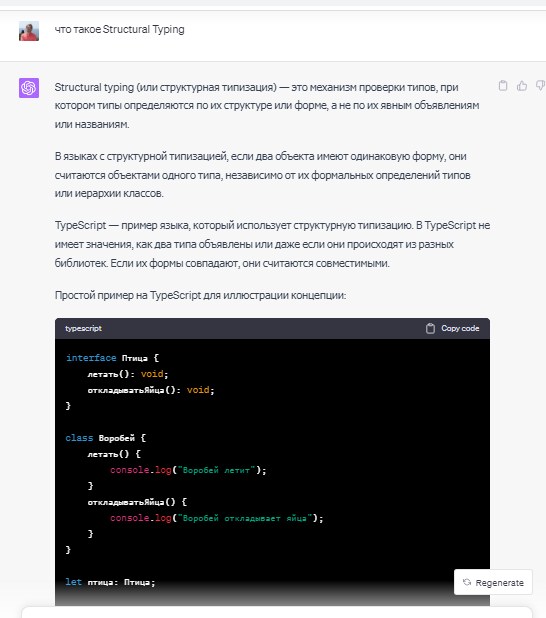 что такое Structural Typing
Structural typing (или структурная типизация) — это механизм проверки типов, при
котором типы определяются по их структуре или форме, а не по их явным объявлениям
или названиям.
В языках с структурной типизацией, если два объекта имеют одинаковую форму, они
считаются объектами одного типа, независимо от их формальных определений типов
или иерархии классов.
TypeScript — пример языка, который использует структурную типизацию. В TypeScript не
имеет значения, как два типа объявлены или даже если они происходят из разных
библиотек. Если их формы совпадают, они считаются совместимыми.
Простой пример на TypeScript для иллюстрации концепции:
typescript Copy code
interface Птица {
    летать(): void;
    откладыватьЯйца(): void;
}
class Воробей {
    летать() {
        console.log("Воробей летит");
    }
    откладыватьЯйца() {
        console.log("Воробей откладывает яйца");
    }
}
let птица: Птица;
Regenerate